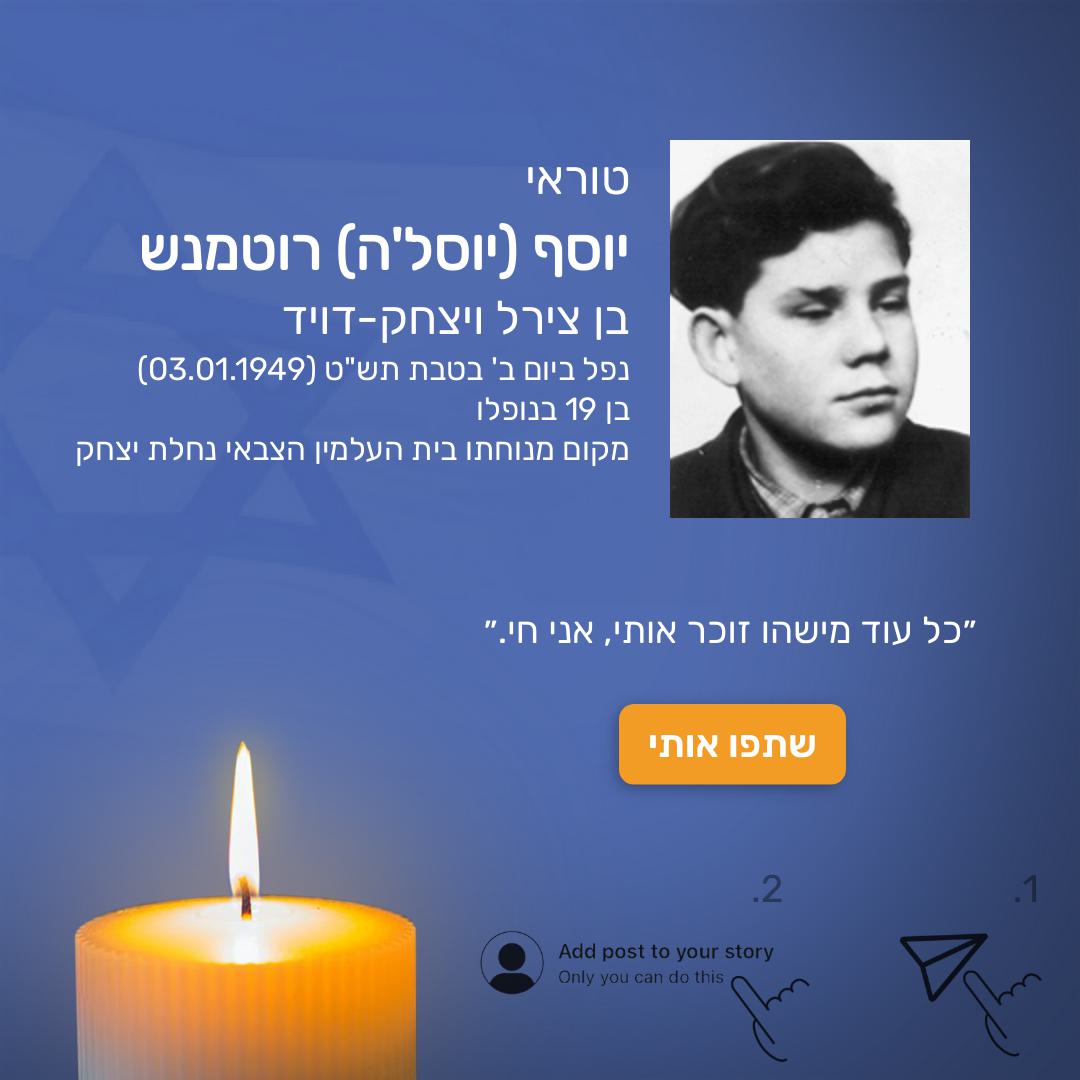 טוראי
יוסף (יוסל'ה) רוטמנש
בן צירל ויצחק-דויד
נפל ביום ב' בטבת תש"ט (03.01.1949)
בן 19 בנופלו
מקום מנוחתו בית העלמין הצבאי נחלת יצחק
״כל עוד מישהו זוכר אותי, אני חי.״
שתפו אותי
.1
.2
Add post to your story
Only you can do this